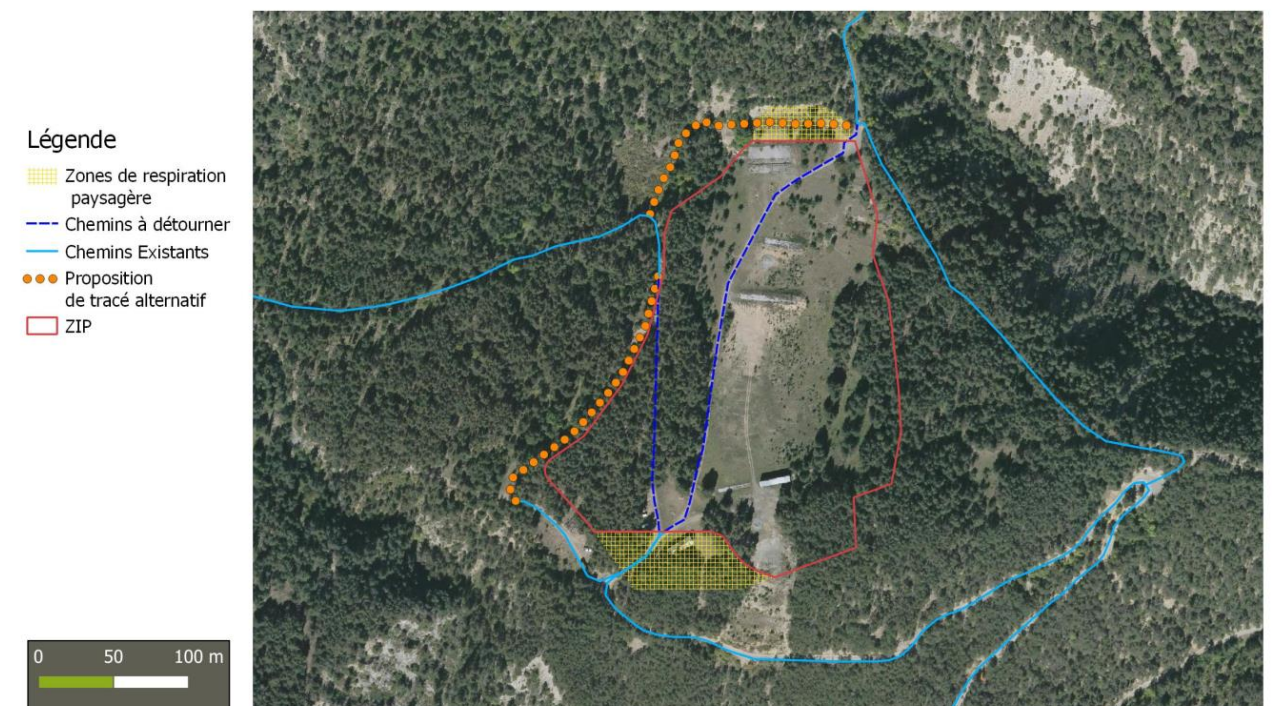 Légende
Zones de respiration
paysagère
Chemins à détourner
Chemins Existants
Proposition
de tracé alternatif
ZIP
0 50 100 m